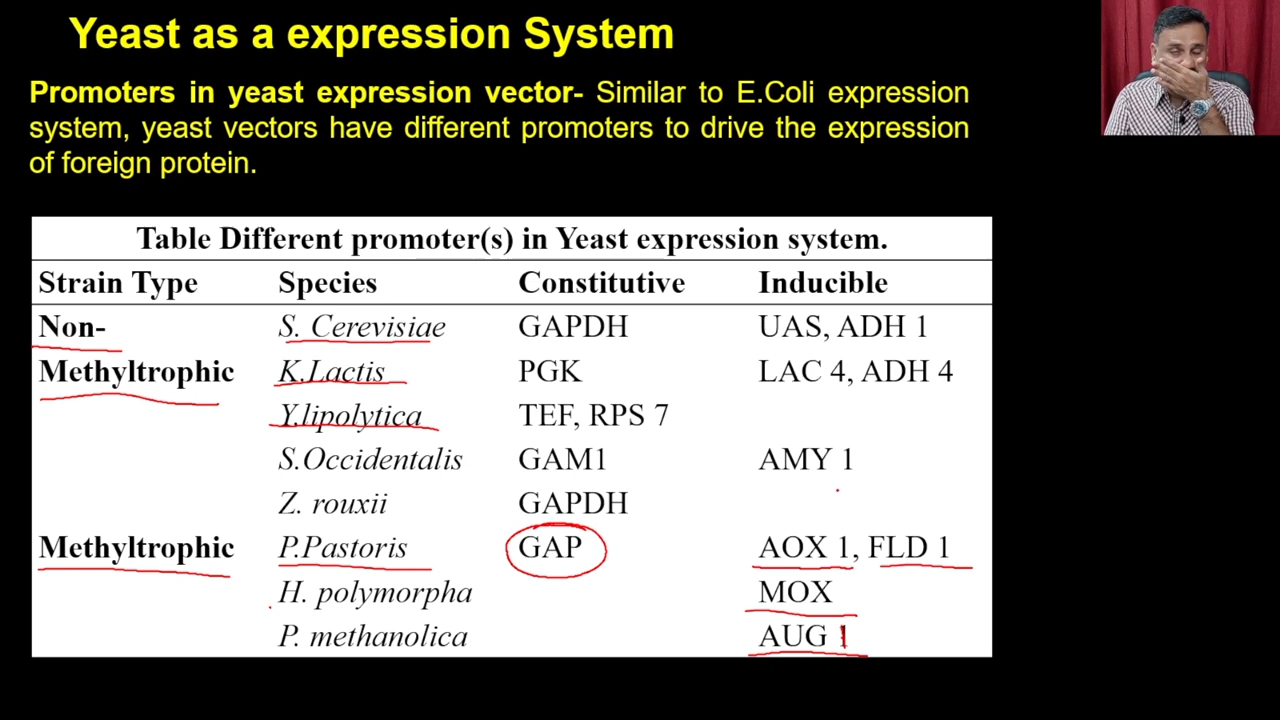 Yeast as a expression System
Promoters in yeast expression vector- Similar to E.Coli expression
system, yeast vectors have different promoters to drive the expression
of foreign protein.
Table Different promoter(s) in Yeast expression system.
Strain Type Species Constitutive Inducible
Non- S. Cerevisiae GAPDH UAS, ADH 1
Methyltrophic K.Lactis PGK LAC 4, ADH 4
Y.lipolytica TEF, RPS 7
S.Occidentalis GAM1 AMY 1
Z. rouxii GAPDH
Methyltrophic P.Pastoris GAP AOX 1, FLD 1
H. polymorpha MOX
P. methanolica AUG 1